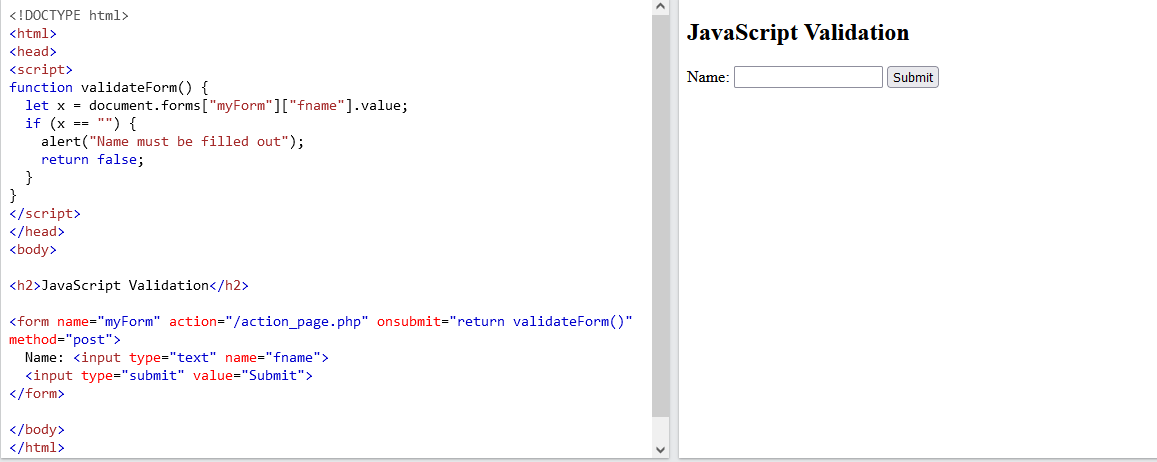 <!DOCTYPE html>
<html>
<head>
<script>
function validateForm() {
  let x = document.forms["myForm"]["fname"].value;
  if (x == "") {
    alert("Name must be filled out");
    return false;
  }
}
</script>
</head>
<body>
<h2>JavaScript Validation</h2>
<form name="myForm" action="/action_page.php" onsubmit="return validateForm()"
method="post">
  Name: <input type="text" name="fname">
  <input type="submit" value="Submit">
</form>
</body>
</html>
JavaScript Validation
Name: Submit